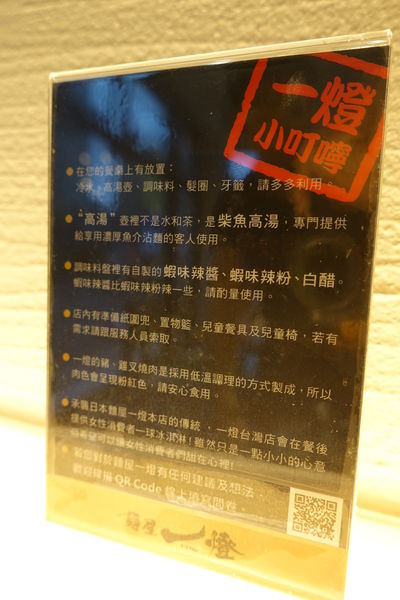 一燈
小叮嚀
● 在您的餐桌上有放置：
冷水、高湯壺、調味料、髮圈、牙籤，請多多利用。
● “高湯”壺裡不是水和茶，是柴魚高湯，專門提供
給享用濃厚魚介沾麵的客人使用。
● 調味料盤裡有自製的蝦味辣醬、蝦味辣粉、白醋。
蝦味辣醬比蝦味辣粉辣一些，請酌量使用。
● 店內有準備紙圍兜、置物籃、兒童餐具及兒童椅，若有
需求請跟服務人員索取。
● 一燈的豬、雞叉燒肉是採用低溫調理的方式製成，所以
肉色會呈現粉紅色，請安心食用。
● 承襲日本麵屋一燈本店的傳統，一燈台灣店會在餐後
提供女性消費者一球冰淇淋！雖然只是一點小小的心意
但希望可以讓女性消費者們甜在心裡！
● 若您對於麵屋一燈有任何建議及想法，
歡迎掃描 QR Code 線上填寫問卷。
麵屋 一燈